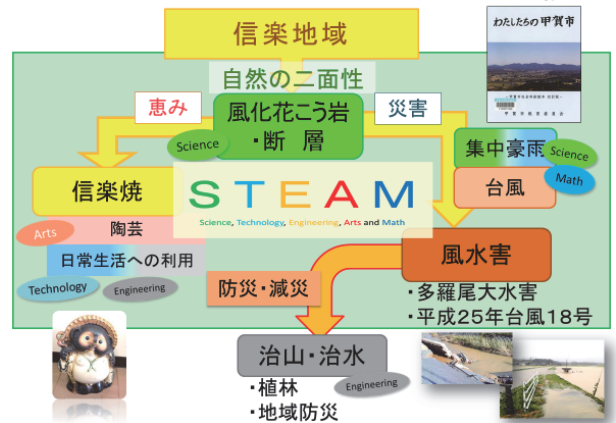 信楽地域
わたしたちの甲賀市
自然の二面性
恵み
災害
風化花こう岩
・断 層
Science
集中豪雨
Science
台風
Math
信楽焼
STEAM
Science, Technology, Engineering, Arts and Math
Arts
陶芸
日常生活への利用
Technology
Engineering
風水害
防災・減災
・多羅尾大水害
・平成25年台風18号
治山・治水
・植林
Engineering
・地域防災